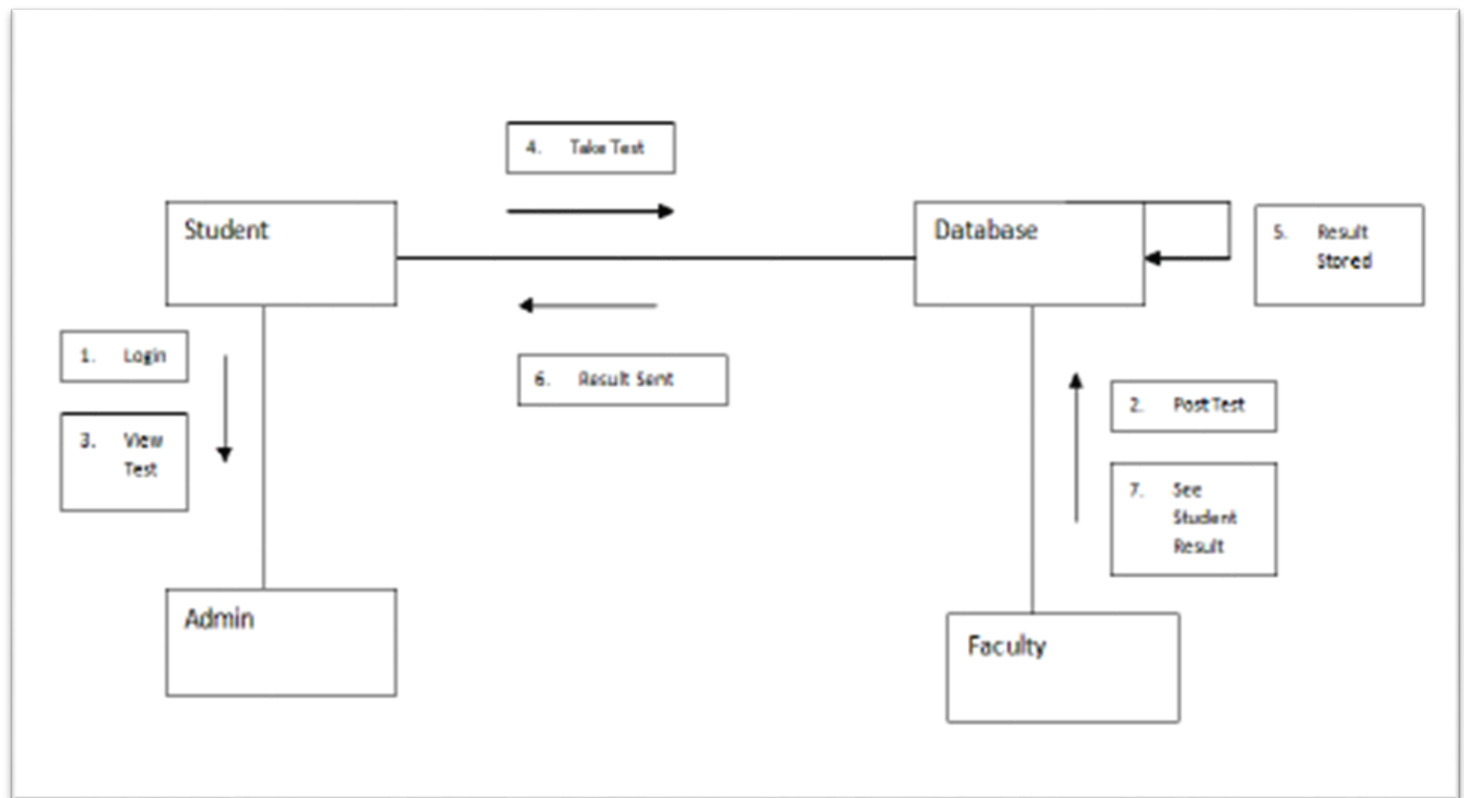 4. Take Test
Student
Database
5. Result
Stored
1. Login
6. Result Sent
3. View
Test
2. Post Test
7. See
Student
Result
Admin
Faculty